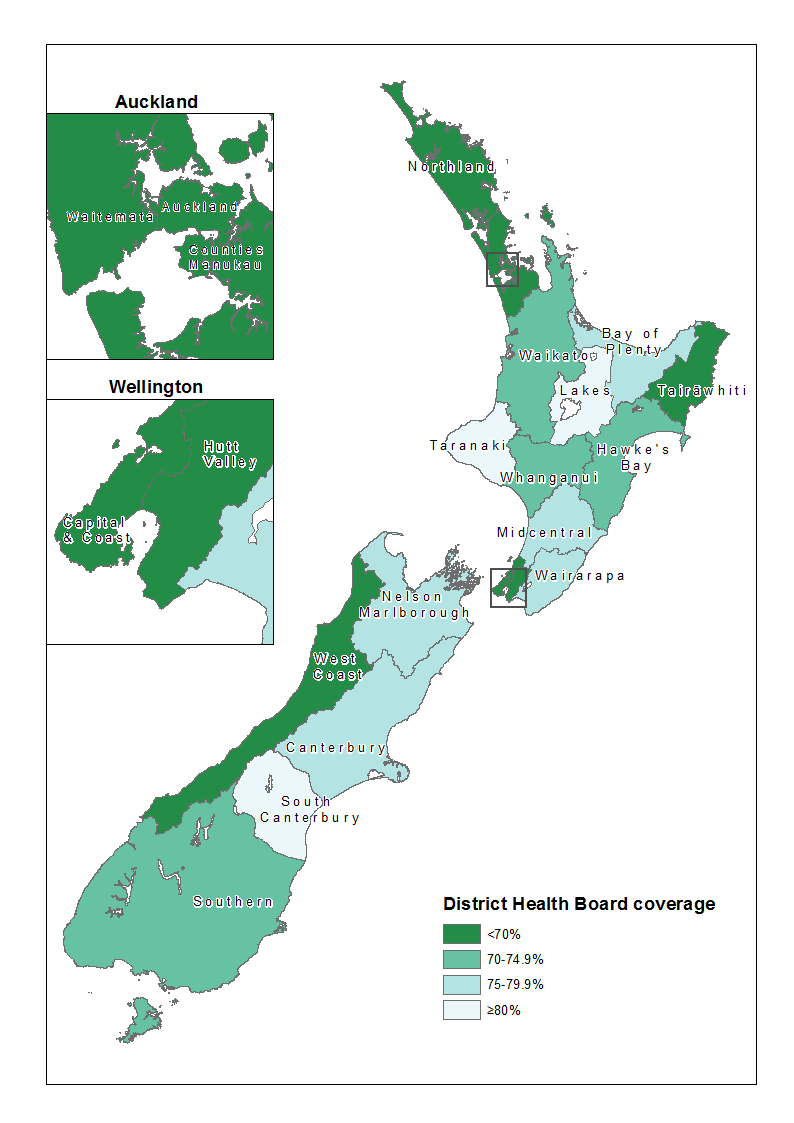 Auckland
Waitemata
Auckland
Counties
Manukau
Wellington
Hutt
Valley
Capital
& Coast
Northland
Bay of
Plenty
Waikato
Lakes
Tairāwhiti
Taranaki
Hawke's
Bay
Whanganui
Midcentral
Wairarapa
Nelson
Marlborough
West
Coast
Canterbury
South
Canterbury
Southern
District Health Board coverage
<70%
70-74.9%
75-79.9%
≥80%